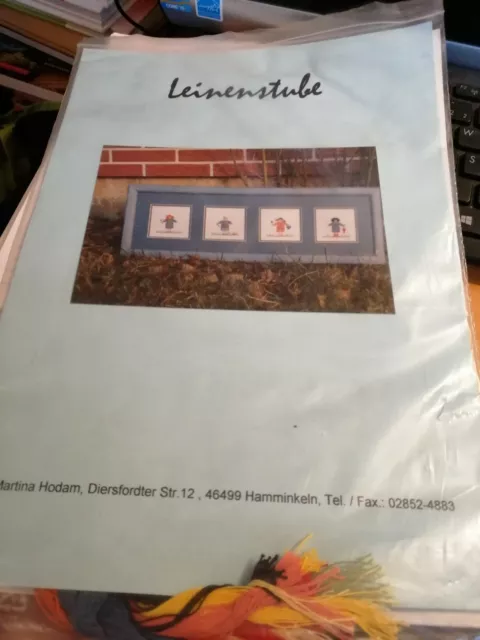 Leinenstube
Martina Hodam, Diersfordter Str.12 , 46499 Hamminkeln, Tel. / Fax.: 02852-4883